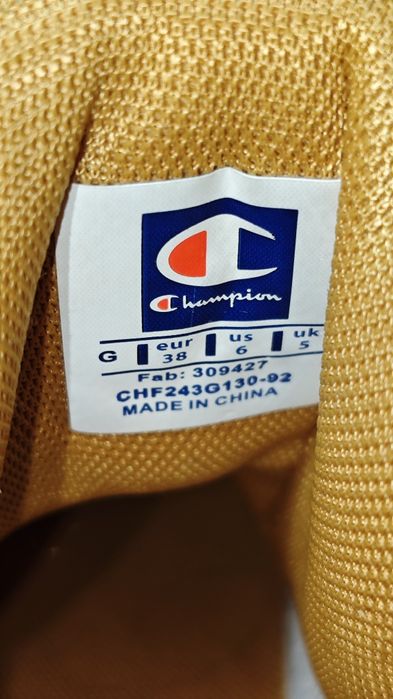 Champion
G eur us uk
38 6 5
Fab: 309427
CHF243G130-92
MADE IN CHINA